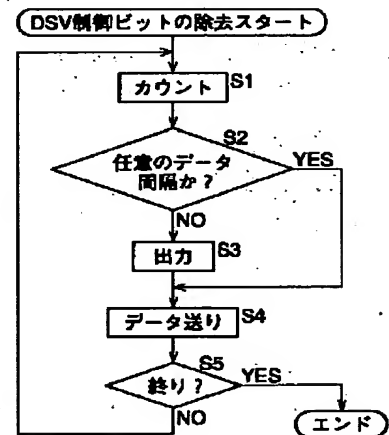 DSV制御ビットの除去スタート
カウント
S1
S2
任意のデータ
間隔か?
YES
NO
出力
S3
データ送り
S4
S5
終り?
YES
NO
エンド